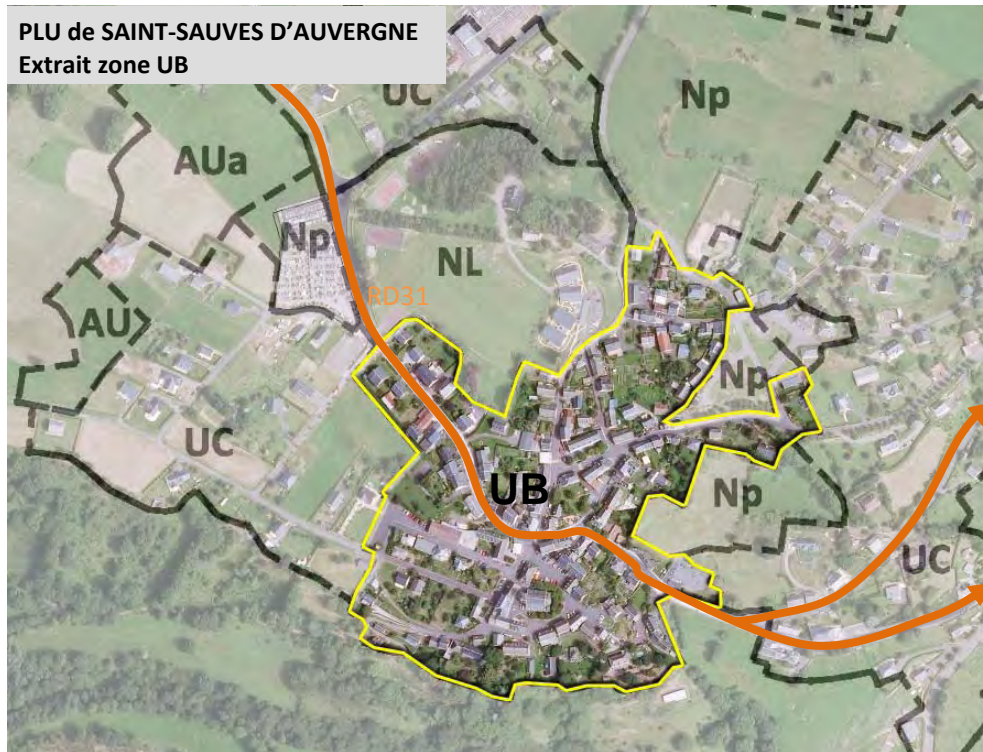 PLU de SAINT-SAUVES D'AUVERGNE
Extrait zone UB
UC
Np
AUa
Np
NL
RD31
AU
Np
UC
UB
Np
UC